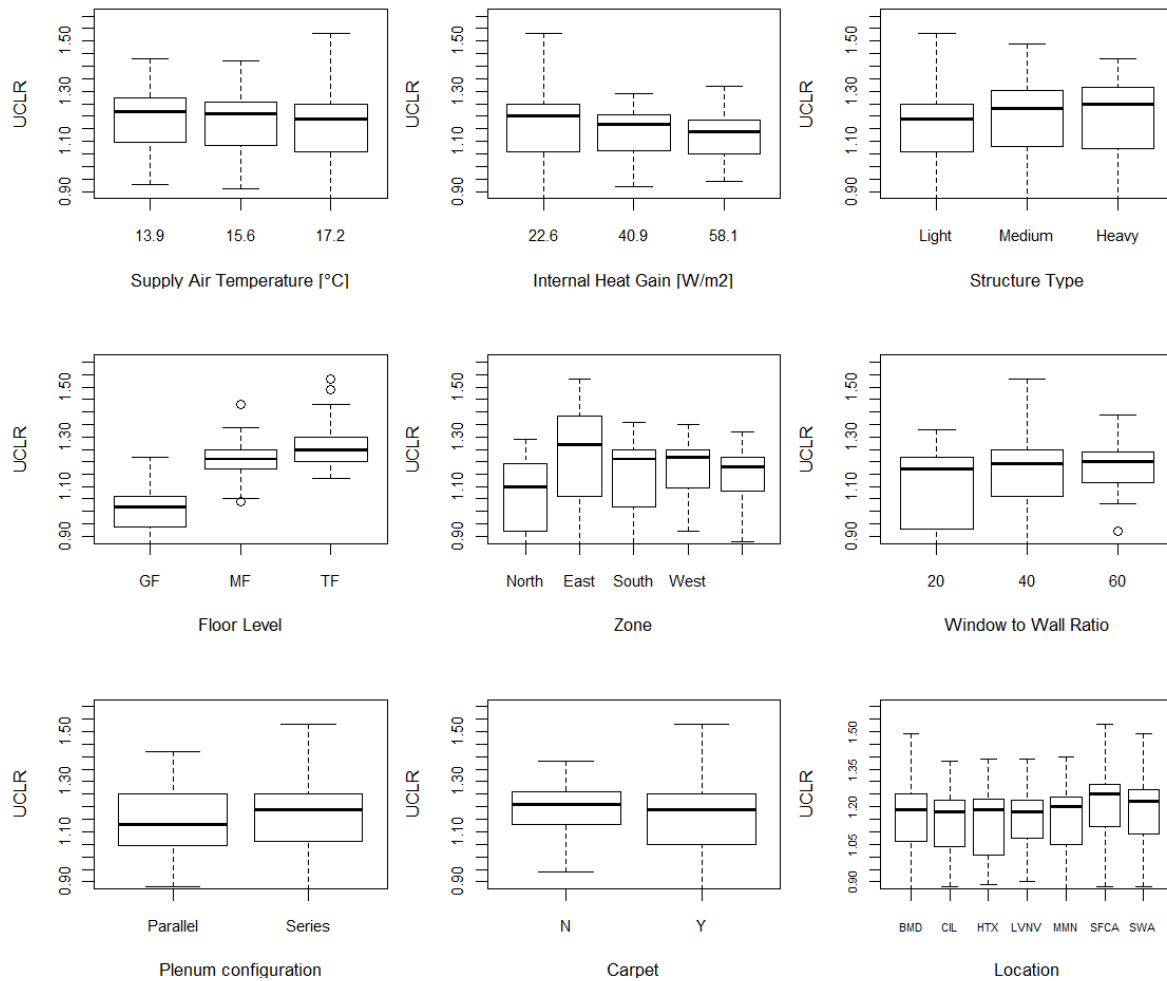 UCLR
1.50
1.30
1.10
0.90
13.9 15.6 17.2
Supply Air Temperature [°C]
UCLR
1.50
1.30
1.10
0.90
22.6 40.9 58.1
Internal Heat Gain [W/m2]
UCLR
1.50
1.30
1.10
0.90
Light Medium Heavy
Structure Type
UCLR
1.50
1.30
1.10
0.90
GF MF TF
Floor Level
UCLR
1.50
1.30
1.10
0.90
North East South West
Zone
UCLR
1.50
1.30
1.10
0.90
20 40 60
Window to Wall Ratio
UCLR
1.50
1.30
1.10
0.90
Parallel Series
Plenum configuration
UCLR
1.50
1.30
1.10
0.90
N Y
Carpet
UCLR
1.50
1.35
1.20
1.05
0.90
BMD CIL HTX LVNV MMN SFCA SWA
Location